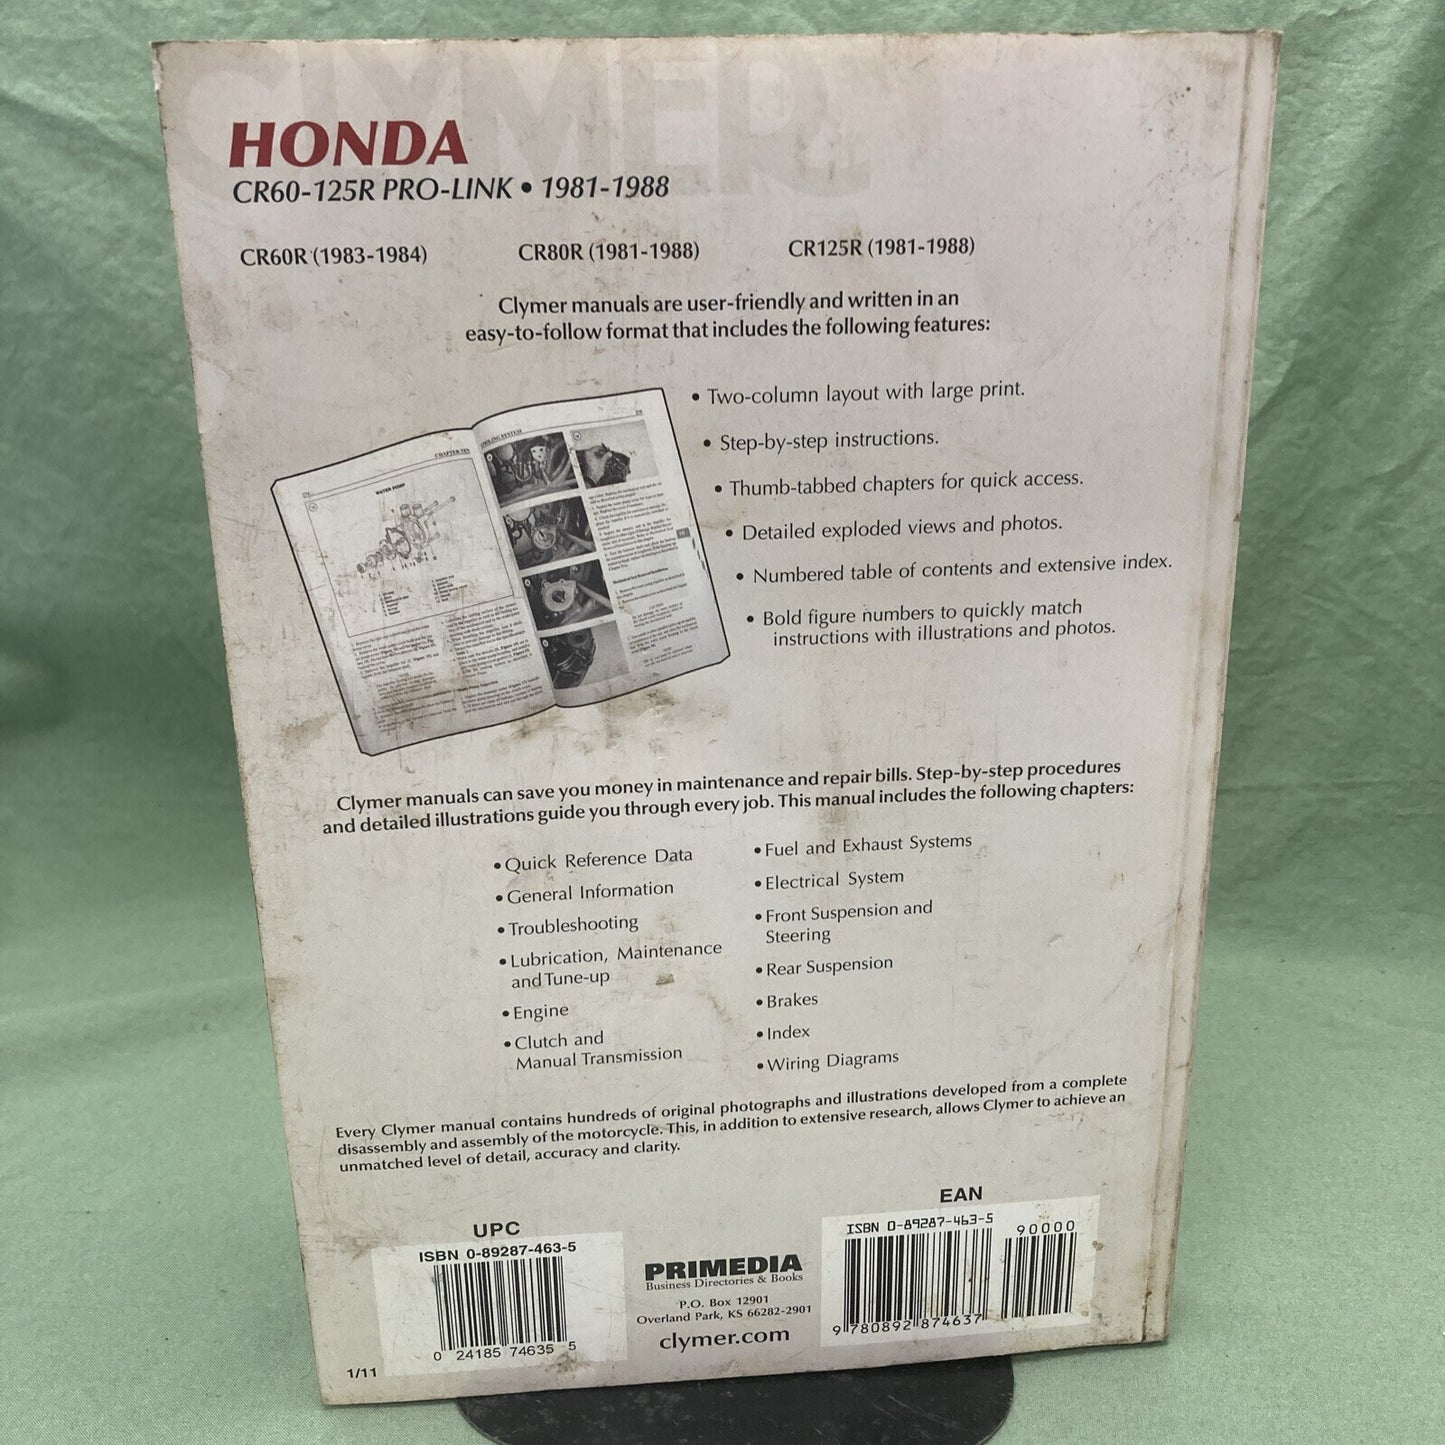 CLYMER
HONDA
CR60-125R PRO-LINK • 1981-1988
CR60R (1983-1984) CR80R (1981-1988) CR125R (1981-1988)
Clymer manuals are user-friendly and written in an
easy-to-follow format that includes the following features:
• Two-column layout with large print.
• Step-by-step instructions.
• Thumb-tabbed chapters for quick access.
• Detailed exploded views and photos.
• Numbered table of contents and extensive index.
• Bold figure numbers to quickly match
instructions with illustrations and photos.
CHAPTER TEN
COOLING SYSTEM
WATER PUMP
Clymer manuals can save you money in maintenance and repair bills. Step-by-step procedures
and detailed illustrations guide you through every job. This manual includes the following chapters:
• Quick Reference Data
• General Information
• Troubleshooting
• Lubrication, Maintenance
and Tune-up
• Engine
• Clutch and
Manual Transmission
• Fuel and Exhaust Systems
• Electrical System
• Front Suspension and
Steering
• Rear Suspension
• Brakes
• Index
• Wiring Diagrams
Every Clymer manual contains hundreds of original photographs and illustrations developed from a complete
disassembly and assembly of the motorcycle. This, in addition to extensive research, allows Clymer to achieve an
unmatched level of detail, accuracy and clarity.
UPC
ISBN 0-89287-463-5
0 24185 74635 5
1/11
PRIMEDIA
Business Directories & Books
P.O. Box 12901
Overland Park, KS 66282-2901
clymer.com
EAN
ISBN 0-89287-463-5
90000
9 780892 874637